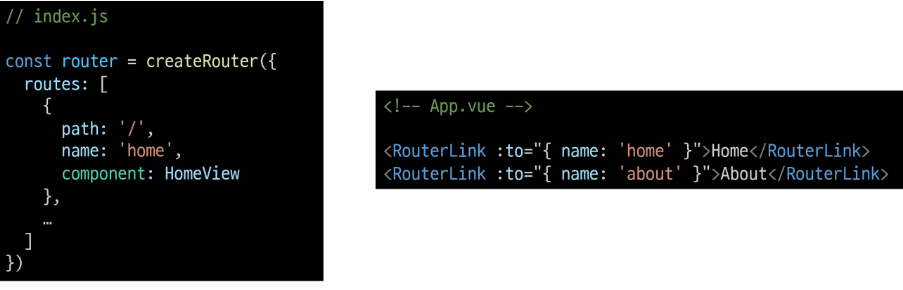 // index.js
const router = createRouter({
  routes: [
    {
      path: '/',
      name: 'home',
      component: HomeView
    },
    …
  ]
})
<!-- App.vue -->
<RouterLink :to="{ name: 'home' }">Home</RouterLink>
<RouterLink :to="{ name: 'about' }">About</RouterLink>